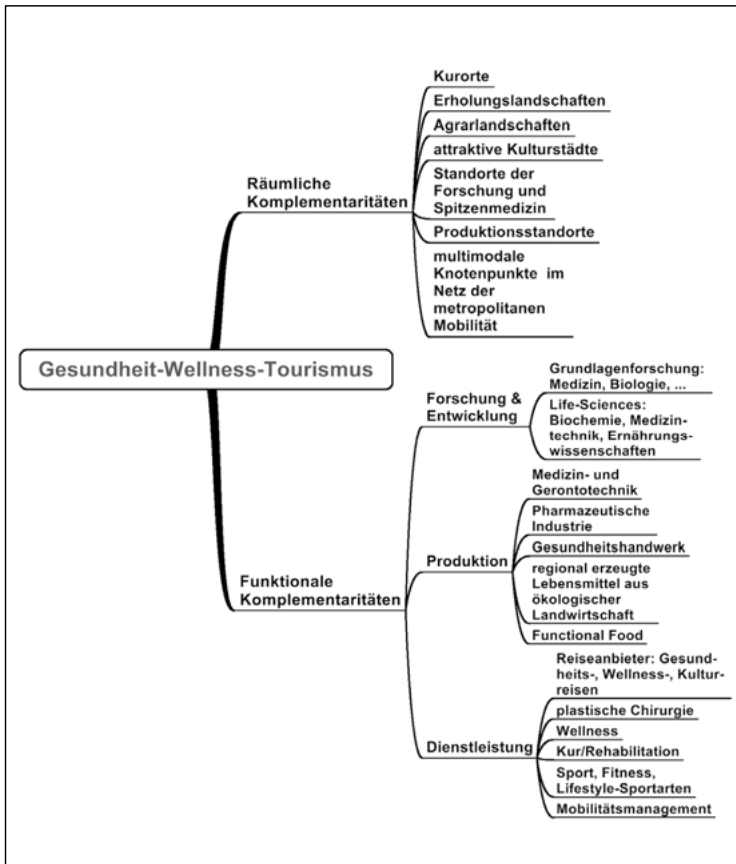 Gesundheit-Wellness-Tourismus
Räumliche
Komplementaritäten
Kurorte
Erholungslandschaften
Agrarlandschaften
attraktive Kulturstädte
Standorte der
Forschung und
Spitzenmedizin
Produktionsstandorte
multimodale
Knotenpunkte im
Netz der
metropolitanen
Mobilität
Funktionale
Komplementaritäten
Forschung &
Entwicklung
Grundlagenforschung:
Medizin, Biologie, ...
Life-Sciences:
Biochemie, Medizin-
technik, Ernährungs-
wissenschaften
Produktion
Medizin- und
Gerontotechnik
Pharmazeutische
Industrie
Gesundheitshandwerk
regional erzeugte
Lebensmittel aus
ökologischer
Landwirtschaft
Functional Food
Dienstleistung
Reiseanbieter: Gesund-
heits-, Wellness-, Kultur-
reisen
plastische Chirurgie
Wellness
Kur/Rehabilitation
Sport, Fitness,
Lifestyle-Sportarten
Mobilitätsmanagement